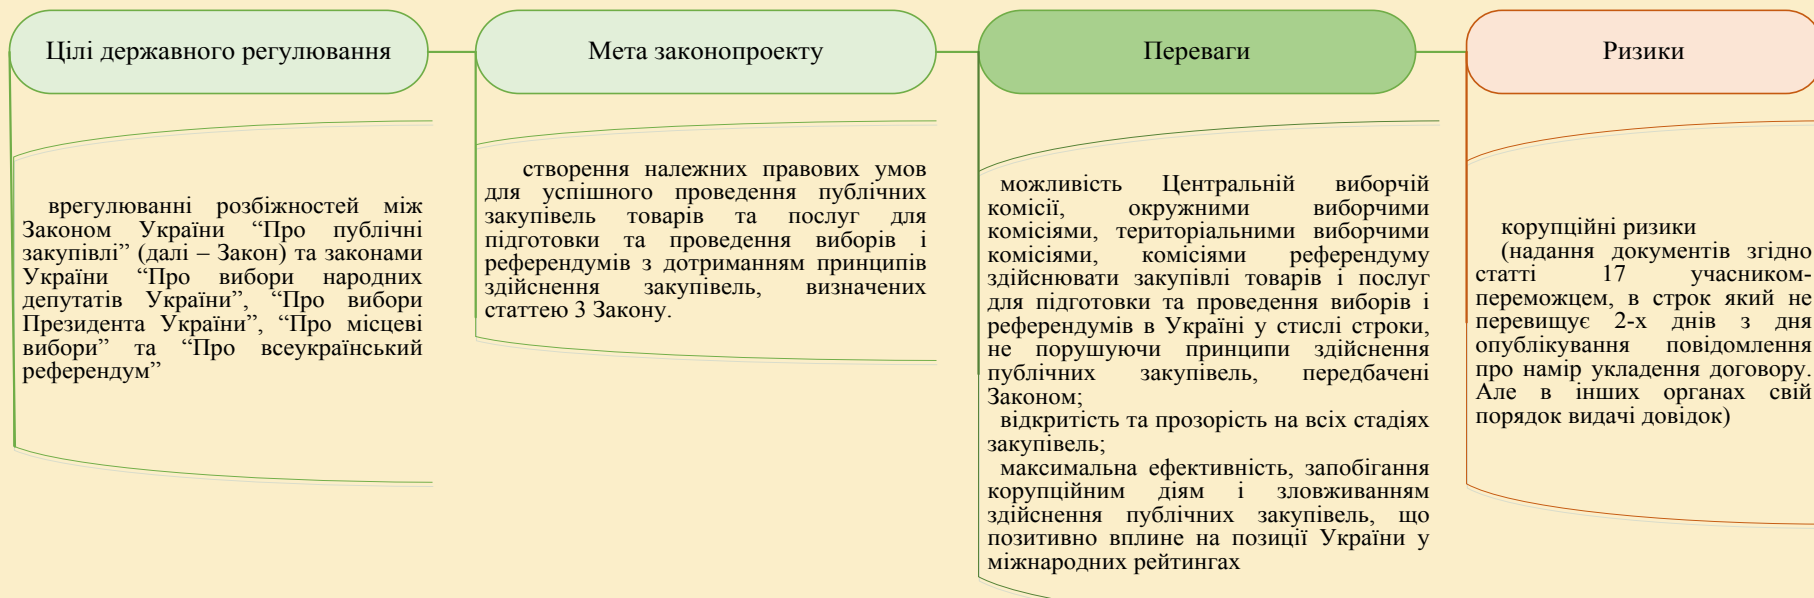 Цілі державного регулювання
врегулюванні розбіжностей між
Законом України “Про публічні
закупівлі” (далі – Закон) та законами
України “Про вибори народних
депутатів України”, “Про вибори
Президента України”, “Про місцеві
вибори” та “Про всеукраїнський
референдум”
Мета законопроекту
створення належних правових умов
для успішного проведення публічних
закупівель товарів та послуг для
підготовки та проведення виборів і
референдумів з дотриманням принципів
здійснення закупівель, визначених
статтею 3 Закону.
Переваги
можливість Центральній виборчій
комісії, окружними виборчими
комісіями, територіальними виборчими
комісіями, комісіями референдуму
здійснювати закупівлі товарів і послуг
для підготовки та проведення виборів і
референдумів в Україні у стислі строки,
не порушуючи принципи здійснення
публічних закупівель, передбачені
Законом;
відкритість та прозорість на всіх стадіях
закупівель;
максимальна ефективність, запобігання
корупційним діям і зловживанням
здійснення публічних закупівель, що
позитивно вплине на позиції України у
міжнародних рейтингах
Ризики
корупційні ризики
(надання документів згідно
статті 17 учасником-
переможцем, в строк який не
перевищує 2-х днів з дня
опублікування повідомлення
про намір укладення договору.
Але в інших органах свій
порядок видачі довідок)